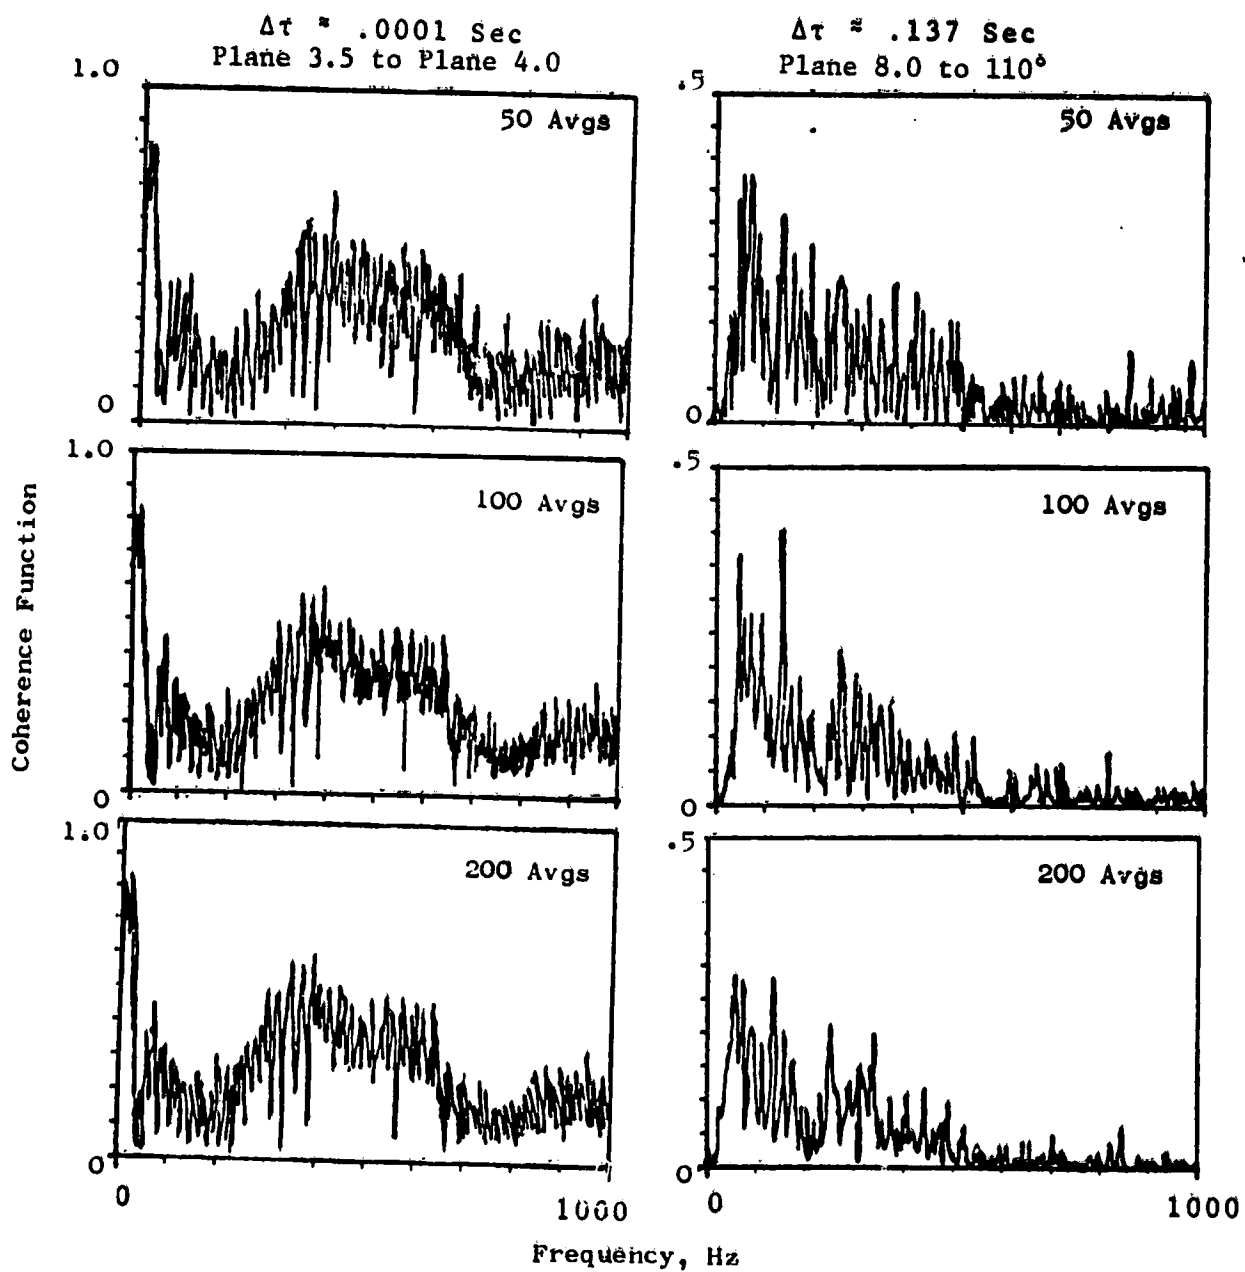 Δτ ≈ .0001 Sec
Plane 3.5 to Plane 4.0
Δτ ≈ .137 Sec
Plane 8.0 to 110°
1.0
50 Avgs
0
.5
50 Avgs
0
1.0
100 Avgs
0
.5
100 Avgs
0
1.0
200 Avgs
0
.5
200 Avgs
0
Coherence Function
0
1000
0
1000
Frequency, Hz